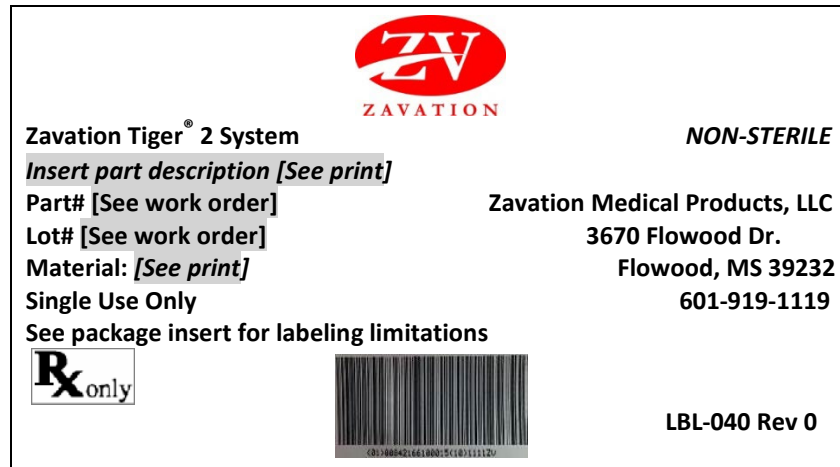 ZV
ZAVATION
Zavation Tiger® 2 System NON-STERILE
Insert part description [See print]
Part# [See work order] Zavation Medical Products, LLC
Lot# [See work order] 3670 Flowood Dr.
Material: [See print] Flowood, MS 39232
Single Use Only 601-919-1119
See package insert for labeling limitations
Rx only
LBL-040 Rev 0